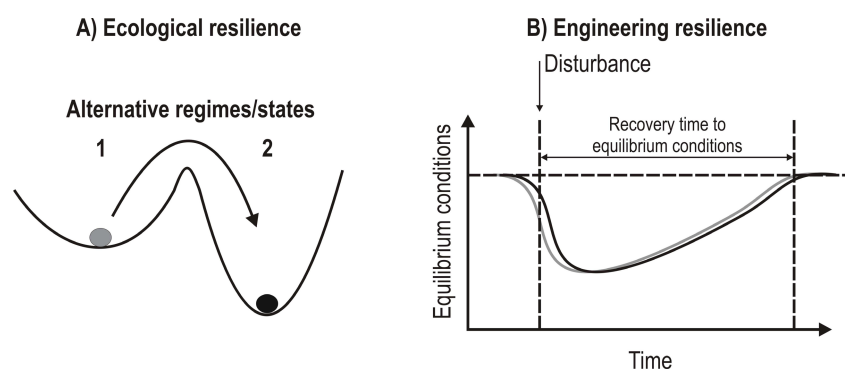 A) Ecological resilience
Alternative regimes/states
1
2
B) Engineering resilience
Disturbance
Recovery time to
equilibrium conditions
Equilibrium conditions
Time